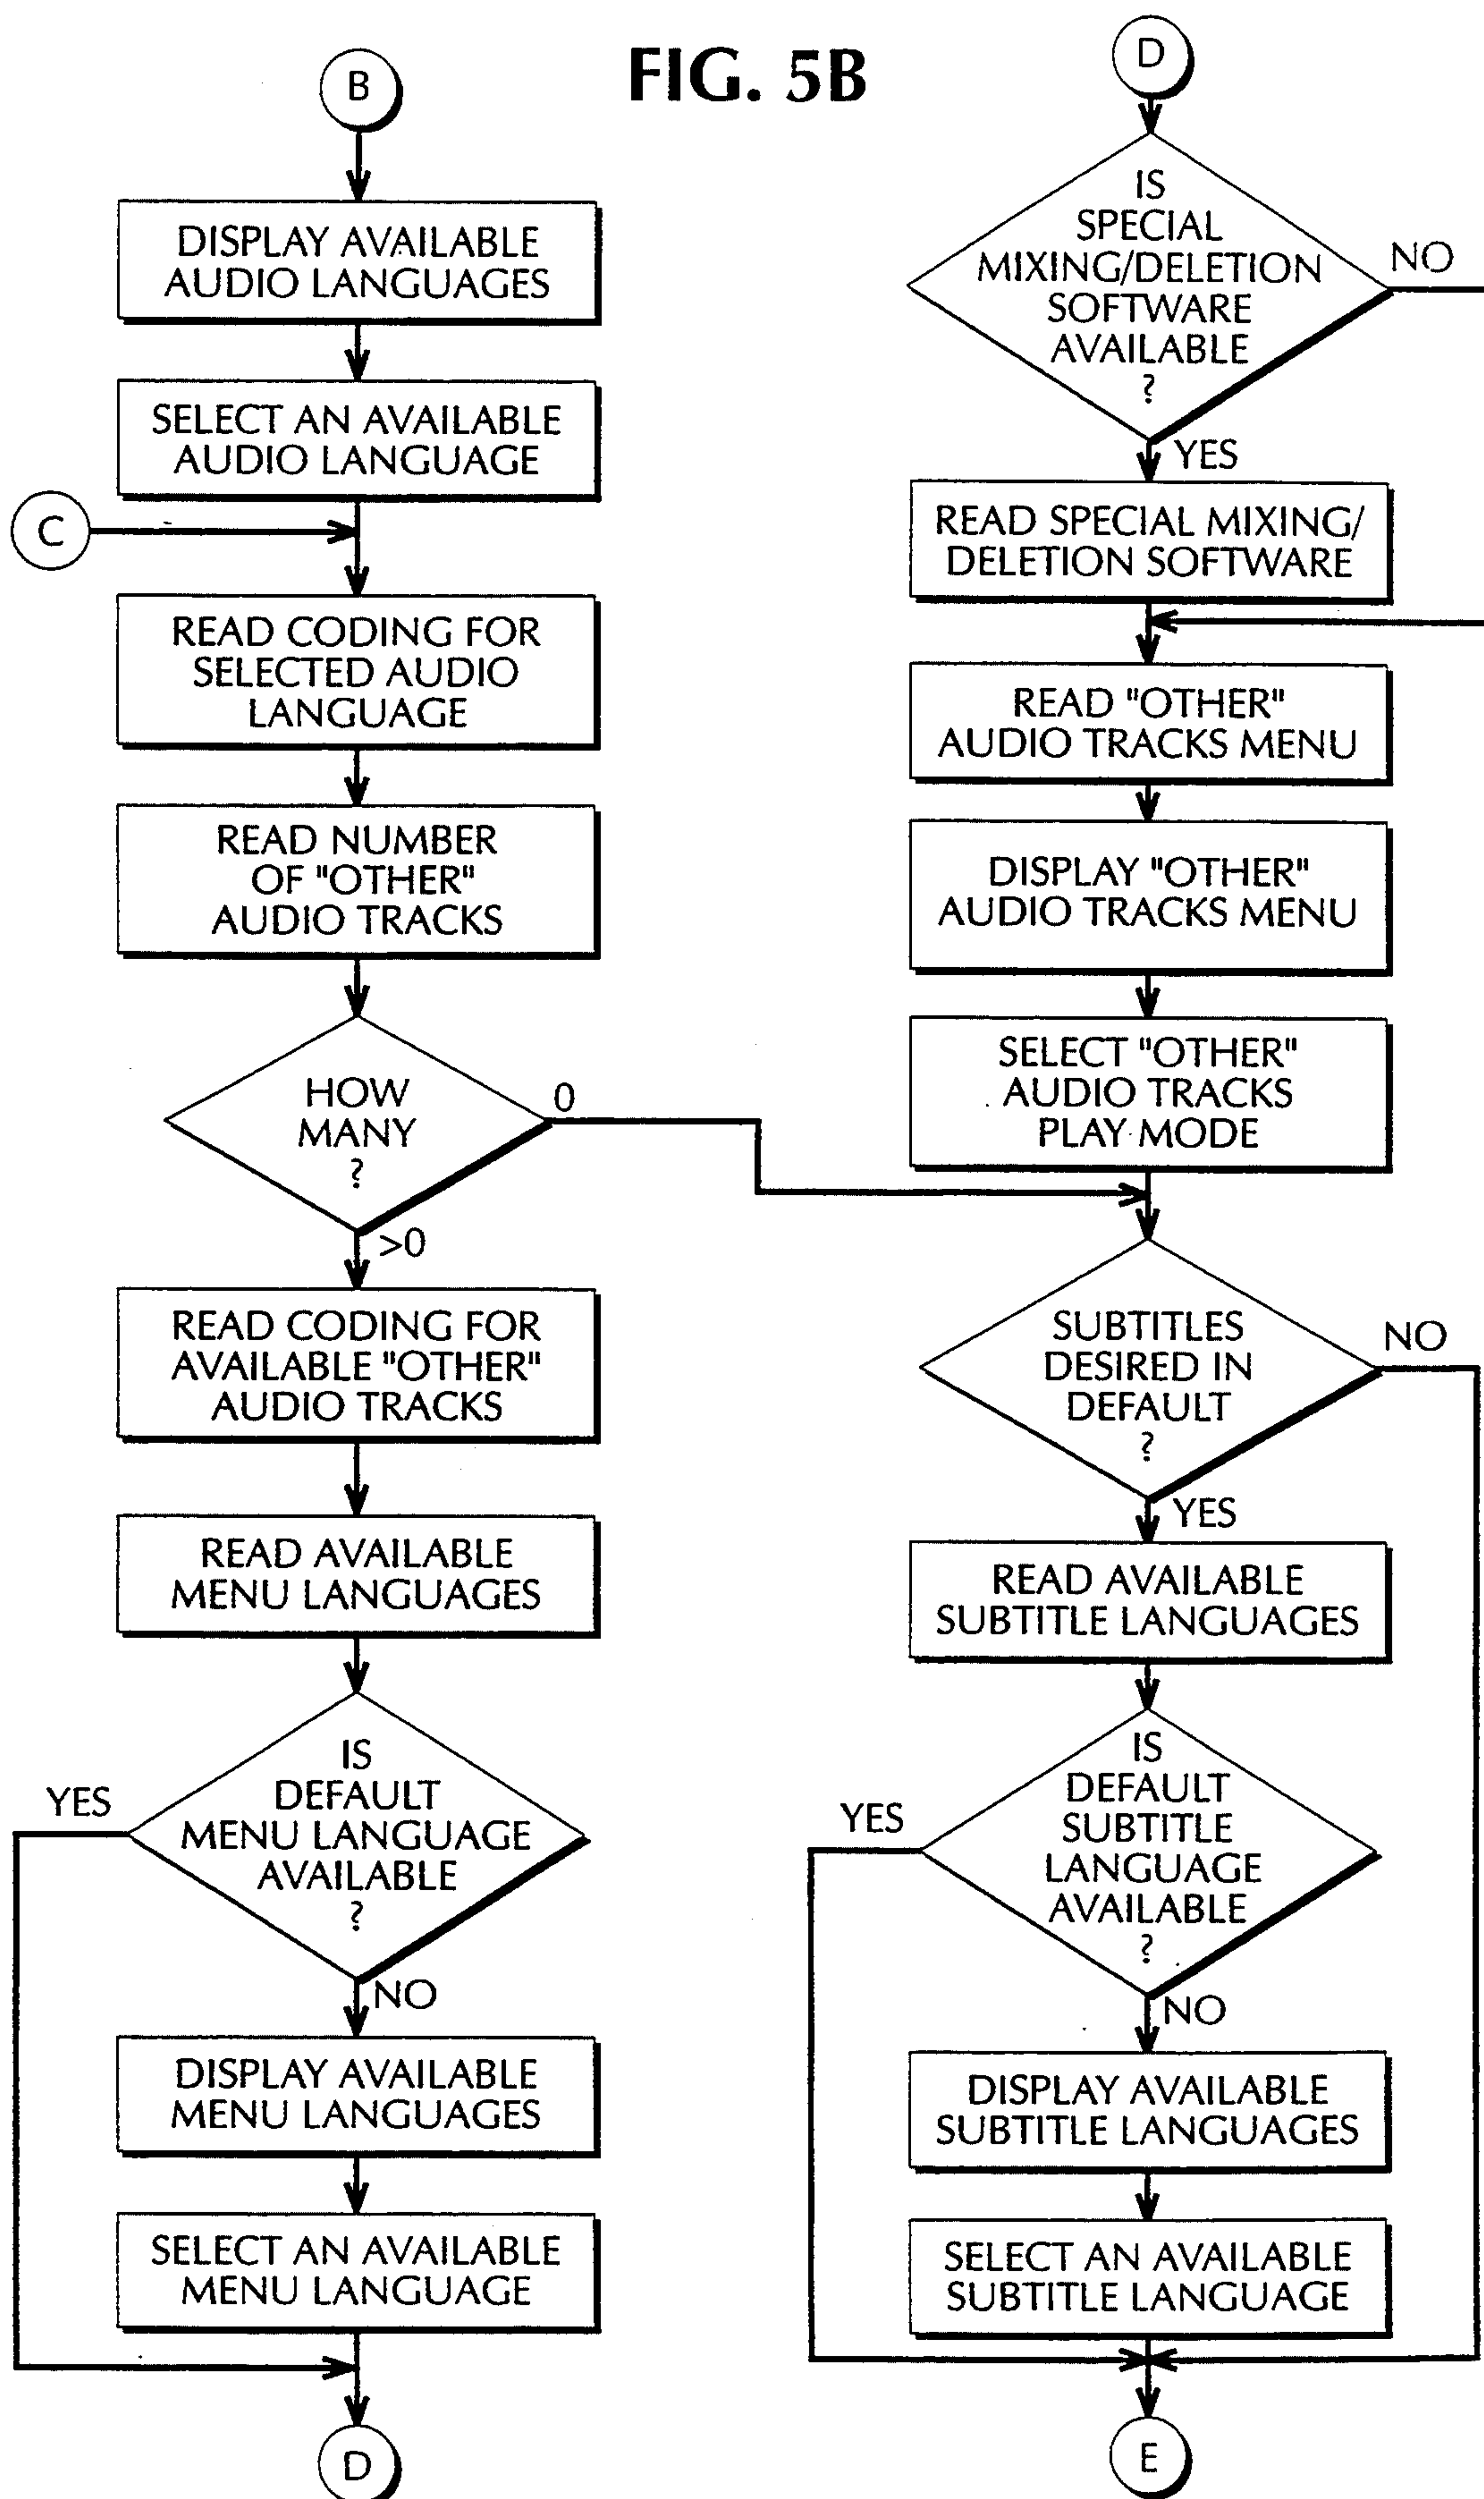 FIG. 5B
B
DISPLAY AVAILABLE
AUDIO LANGUAGES
SELECT AN AVAILABLE
AUDIO LANGUAGE
C
READ CODING FOR
SELECTED AUDIO
LANGUAGE
READ NUMBER
OF "OTHER"
AUDIO TRACKS
HOW
MANY
?
0
>0
READ CODING FOR
AVAILABLE "OTHER"
AUDIO TRACKS
READ AVAILABLE
MENU LANGUAGES
IS
DEFAULT
MENU LANGUAGE
AVAILABLE
?
YES
NO
DISPLAY AVAILABLE
MENU LANGUAGES
SELECT AN AVAILABLE
MENU LANGUAGE
D
D
IS
SPECIAL
MIXING/DELETION
SOFTWARE
AVAILABLE
?
NO
YES
READ SPECIAL MIXING/
DELETION SOFTWARE
READ "OTHER"
AUDIO TRACKS MENU
DISPLAY "OTHER"
AUDIO TRACKS MENU
SELECT "OTHER"
AUDIO TRACKS
PLAY MODE
SUBTITLES
DESIRED IN
DEFAULT
?
NO
YES
READ AVAILABLE
SUBTITLE LANGUAGES
IS
DEFAULT
SUBTITLE
LANGUAGE
AVAILABLE
?
YES
NO
DISPLAY AVAILABLE
SUBTITLE LANGUAGES
SELECT AN AVAILABLE
SUBTITLE LANGUAGE
E